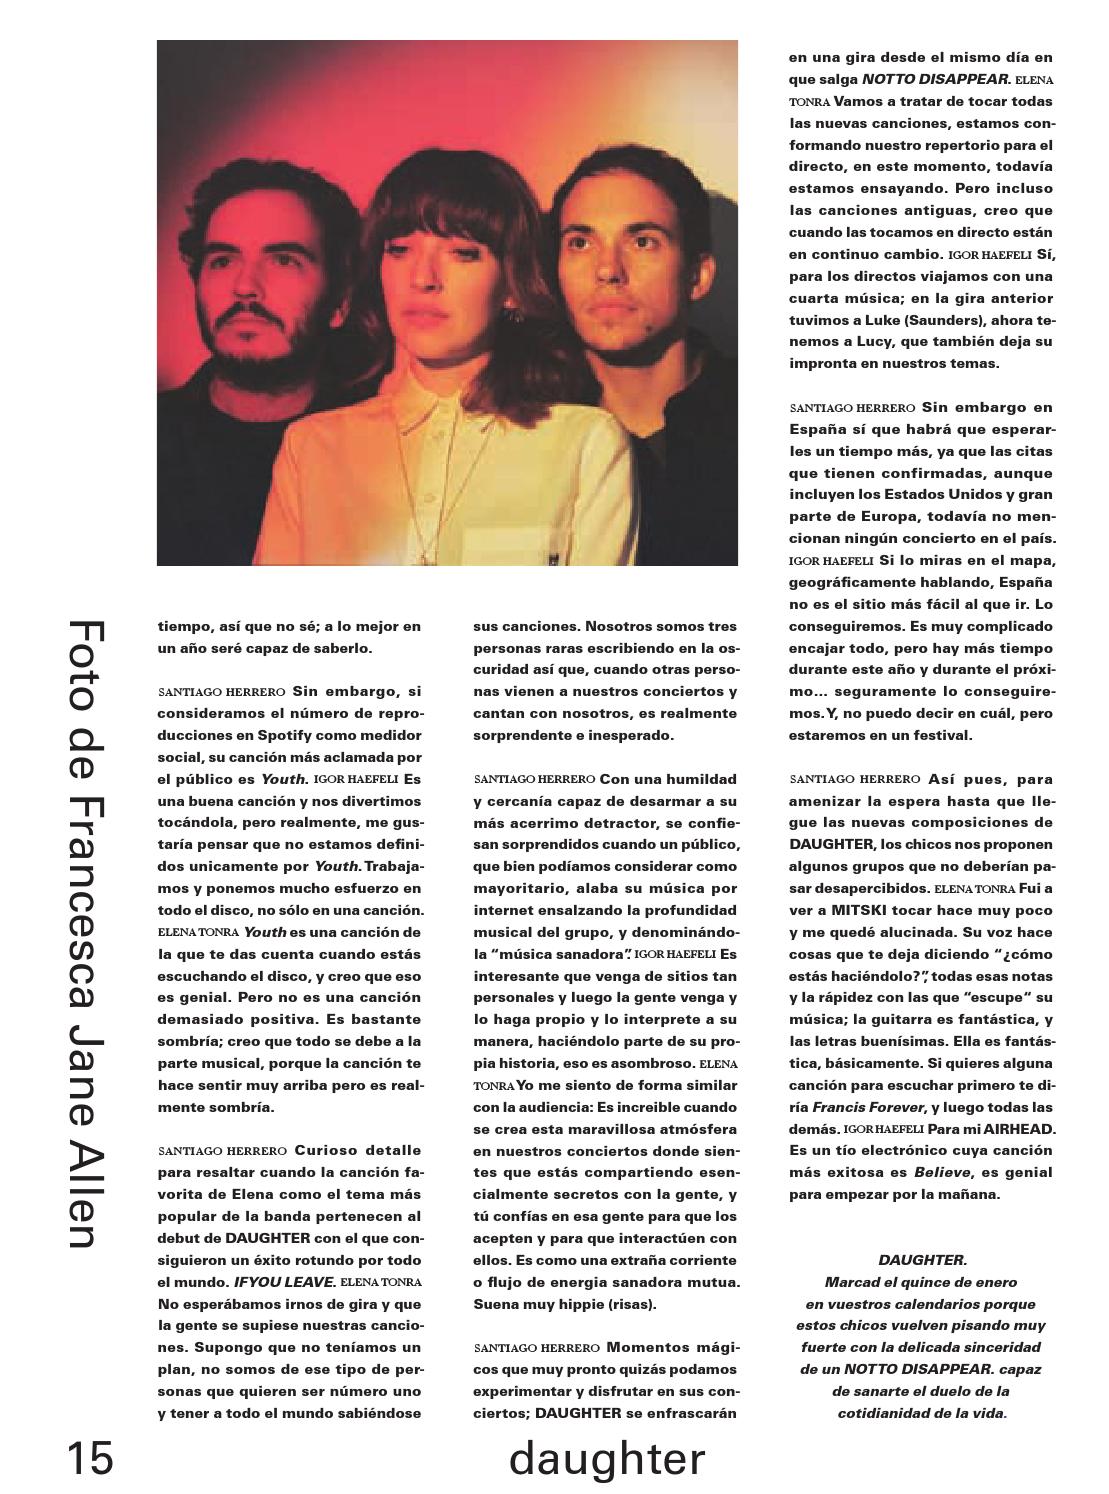 Foto de Francesca Jane Allen
tiempo, así que no sé; a lo mejor en
un año seré capaz de saberlo.
SANTIAGO HERRERO Sin embargo, si
consideramos el número de repro-
ducciones en Spotify como medidor
social, su canción más aclamada por
el público es Youth. IGOR HAEFELI Es
una buena canción y nos divertimos
tocándola, pero realmente, me gus-
taría pensar que no estamos defini-
dos unicamente por Youth. Trabaja-
mos y ponemos mucho esfuerzo en
todo el disco, no sólo en una canción.
ELENA TONRA Youth es una canción de
la que te das cuenta cuando estás
escuchando el disco, y creo que eso
es genial. Pero no es una canción
demasiado positiva. Es bastante
sombría; creo que todo se debe a la
parte musical, porque la canción te
hace sentir muy arriba pero es real-
mente sombría.
SANTIAGO HERRERO Curioso detalle
para resaltar cuando la canción fa-
vorita de Elena como el tema más
popular de la banda pertenecen al
debut de DAUGHTER con el que con-
siguieron un éxito rotundo por todo
el mundo. IF YOU LEAVE. ELENA TONRA
No esperábamos irnos de gira y que
la gente se supiese nuestras cancio-
nes. Supongo que no teníamos un
plan, no somos de ese tipo de per-
sonas que quieren ser número uno
y tener a todo el mundo sabiéndose
sus canciones. Nosotros somos tres
personas raras escribiendo en la os-
curidad así que, cuando otras perso-
nas vienen a nuestros conciertos y
cantan con nosotros, es realmente
sorprendente e inesperado.
SANTIAGO HERRERO Con una humildad
y cercanía capaz de desarmar a su
más acerrimo detractor, se confie-
san sorprendidos cuando un público,
que bien podíamos considerar como
mayoritario, alaba su música por
internet ensalzando la profundidad
musical del grupo, y denominándo-
la “música sanadora”. IGOR HAEFELI Es
interesante que venga de sitios tan
personales y luego la gente venga y
lo haga propio y lo interprete a su
manera, haciéndolo parte de su pro-
pia historia, eso es asombroso. ELENA
TONRA Yo me siento de forma similar
con la audiencia: Es increible cuando
se crea esta maravillosa atmósfera
en nuestros conciertos donde sien-
tes que estás compartiendo esen-
cialmente secretos con la gente, y
tú confías en esa gente para que los
acepten y para que interactúen con
ellos. Es como una extraña corriente
o flujo de energia sanadora mutua.
Suena muy hippie (risas).
SANTIAGO HERRERO Momentos mági-
cos que muy pronto quizás podamos
experimentar y disfrutar en sus con-
ciertos; DAUGHTER se enfrascarán
en una gira desde el mismo día en
que salga NOT TO DISAPPEAR. ELENA
TONRA Vamos a tratar de tocar todas
las nuevas canciones, estamos con-
formando nuestro repertorio para el
directo, en este momento, todavía
estamos ensayando. Pero incluso
las canciones antiguas, creo que
cuando las tocamos en directo están
en continuo cambio. IGOR HAEFELI Sí,
para los directos viajamos con una
cuarta música; en la gira anterior
tuvimos a Luke (Saunders), ahora te-
nemos a Lucy, que también deja su
impronta en nuestros temas.
SANTIAGO HERRERO Sin embargo en
España sí que habrá que esperar-
les un tiempo más, ya que las citas
que tienen confirmadas, aunque
incluyen los Estados Unidos y gran
parte de Europa, todavía no men-
cionan ningún concierto en el país.
IGOR HAEFELI Si lo miras en el mapa,
geográficamente hablando, España
no es el sitio más fácil al que ir. Lo
conseguiremos. Es muy complicado
encajar todo, pero hay más tiempo
durante este año y durante el próxi-
mo... seguramente lo conseguire-
mos. Y, no puedo decir en cuál, pero
estaremos en un festival.
SANTIAGO HERRERO Así pues, para
amenizar la espera hasta que lle-
gue las nuevas composiciones de
DAUGHTER, los chicos nos proponen
algunos grupos que no deberían pa-
sar desapercibidos. ELENA TONRA Fui a
ver a MITSKI tocar hace muy poco
y me quedé alucinada. Su voz hace
cosas que te deja diciendo “¿cómo
estás haciéndolo?”, todas esas notas
y la rápidez con las que “escupe“ su
música; la guitarra es fantástica, y
las letras buenísimas. Ella es fantás-
tica, básicamente. Si quieres alguna
canción para escuchar primero te di-
ría Francis Forever, y luego todas las
demás. IGOR HAEFELI Para mi AIRHEAD.
Es un tío electrónico cuya canción
más exitosa es Believe, es genial
para empezar por la mañana.
DAUGHTER.
Marcad el quince de enero
en vuestros calendarios porque
estos chicos vuelven pisando muy
fuerte con la delicada sinceridad
de un NOT TO DISAPPEAR. capaz
de sanarte el duelo de la
cotidianidad de la vida.
15
daughter